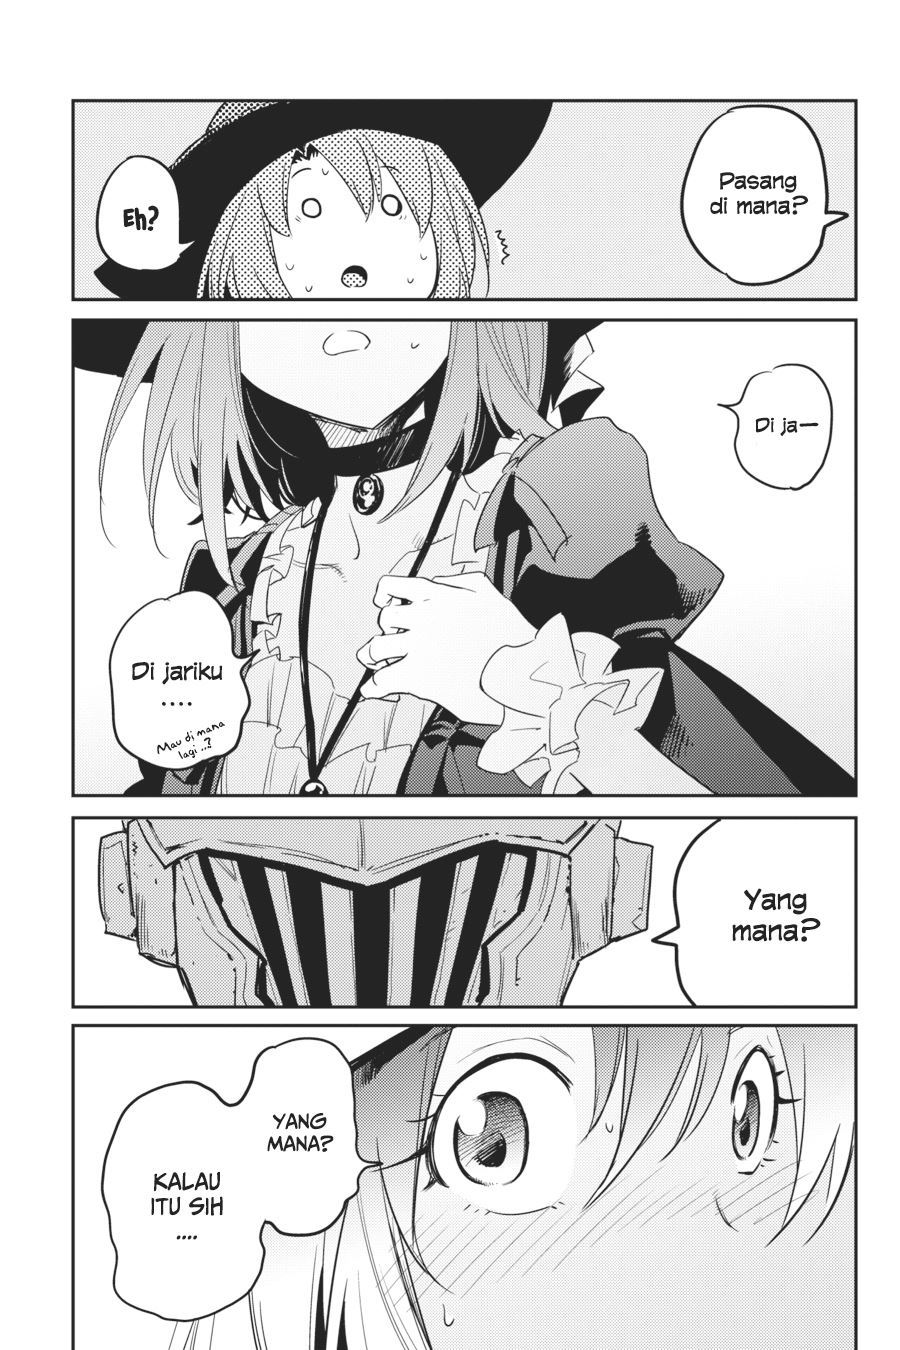 Pasang
di mana?
Eh?
Di ja—
Di jariku
....
Mau di mana
lagi ...?
Yang
mana?
YANG
MANA?
KALAU
ITU SIH
....